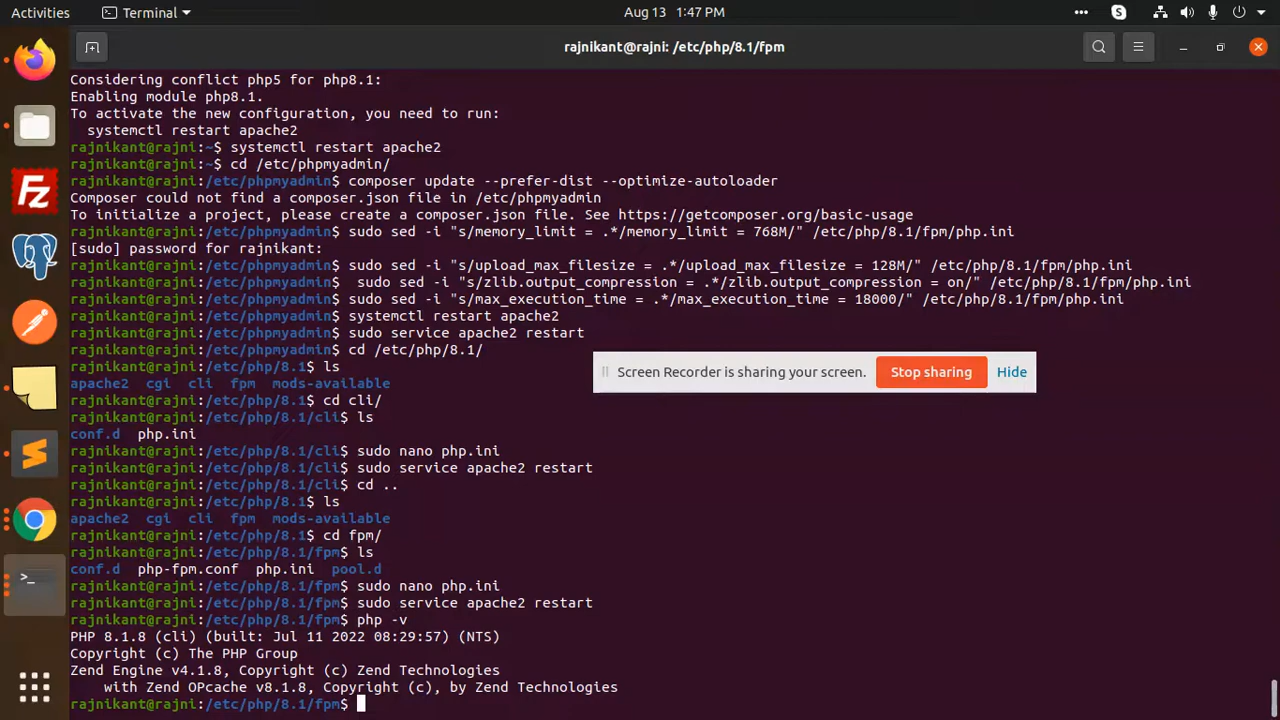 Activities
Terminal
Aug 13 1:47 PM
rajnikant@rajni: /etc/php/8.1/fpm
Considering conflict php5 for php8.1:
Enabling module php8.1.
To activate the new configuration, you need to run:
  systemctl restart apache2
rajnikant@rajni:~$ systemctl restart apache2
rajnikant@rajni:~$ cd /etc/phpmyadmin/
rajnikant@rajni:/etc/phpmyadmin$ composer update --prefer-dist --optimize-autoloader
Composer could not find a composer.json file in /etc/phpmyadmin
To initialize a project, please create a composer.json file. See https://getcomposer.org/basic-usage
rajnikant@rajni:/etc/phpmyadmin$ sudo sed -i "s/memory_limit = .*/memory_limit = 768M/" /etc/php/8.1/fpm/php.ini
[sudo] password for rajnikant:
rajnikant@rajni:/etc/phpmyadmin$ sudo sed -i "s/upload_max_filesize = .*/upload_max_filesize = 128M/" /etc/php/8.1/fpm/php.ini
rajnikant@rajni:/etc/phpmyadmin$  sudo sed -i "s/zlib.output_compression = .*/zlib.output_compression = on/" /etc/php/8.1/fpm/php.ini
rajnikant@rajni:/etc/phpmyadmin$ sudo sed -i "s/max_execution_time = .*/max_execution_time = 18000/" /etc/php/8.1/fpm/php.ini
rajnikant@rajni:/etc/phpmyadmin$ systemctl restart apache2
rajnikant@rajni:/etc/phpmyadmin$ sudo service apache2 restart
rajnikant@rajni:/etc/phpmyadmin$ cd /etc/php/8.1/
rajnikant@rajni:/etc/php/8.1$ ls
Screen Recorder is sharing your screen. Stop sharing Hide
apache2  cgi  cli  fpm  mods-available
rajnikant@rajni:/etc/php/8.1$ cd cli/
rajnikant@rajni:/etc/php/8.1/cli$ ls
conf.d  php.ini
rajnikant@rajni:/etc/php/8.1/cli$ sudo nano php.ini
rajnikant@rajni:/etc/php/8.1/cli$ sudo service apache2 restart
rajnikant@rajni:/etc/php/8.1/cli$ cd ..
rajnikant@rajni:/etc/php/8.1$ ls
apache2  cgi  cli  fpm  mods-available
rajnikant@rajni:/etc/php/8.1$ cd fpm/
rajnikant@rajni:/etc/php/8.1/fpm$ ls
conf.d  php-fpm.conf  php.ini  pool.d
rajnikant@rajni:/etc/php/8.1/fpm$ sudo nano php.ini
rajnikant@rajni:/etc/php/8.1/fpm$ sudo service apache2 restart
rajnikant@rajni:/etc/php/8.1/fpm$ php -v
PHP 8.1.8 (cli) (built: Jul 11 2022 08:29:57) (NTS)
Copyright (c) The PHP Group
Zend Engine v4.1.8, Copyright (c) Zend Technologies
    with Zend OPcache v8.1.8, Copyright (c), by Zend Technologies
rajnikant@rajni:/etc/php/8.1/fpm$